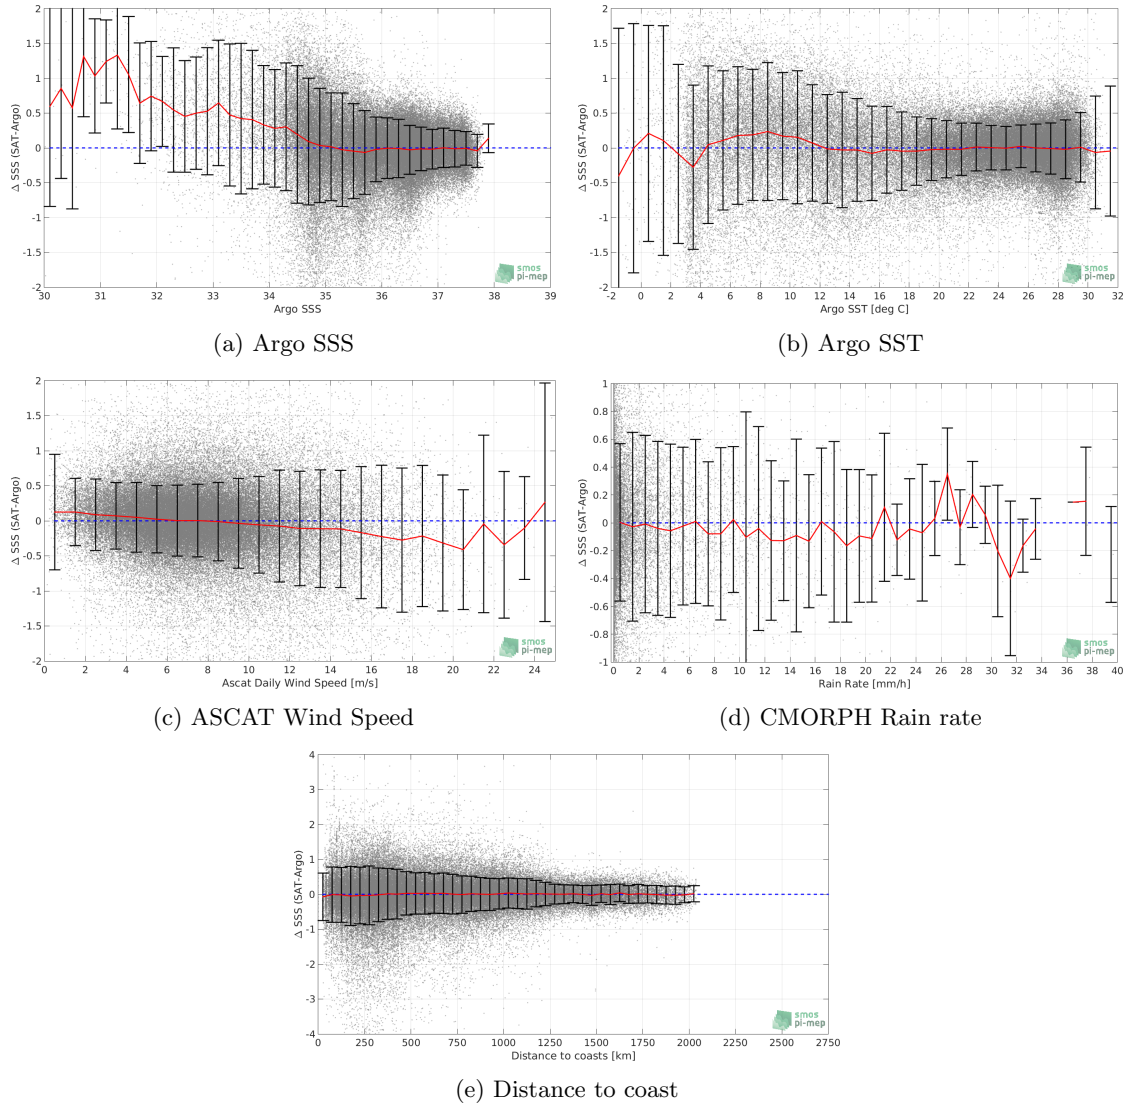 2
1.5
1
0.5
0
-0.5
-1
-1.5
-2
Δ SSS (SAT-Argo)
30 31 32 33 34 35 36 37 38 39
Argo SSS
smos
pi-mep
(a) Argo SSS
2
1.5
1
0.5
0
-0.5
-1
-1.5
-2
Δ SSS (SAT-Argo)
-2 0 2 4 6 8 10 12 14 16 18 20 22 24 26 28 30 32
Argo SST [deg C]
smos
pi-mep
(b) Argo SST
2
1.5
1
0.5
0
-0.5
-1
-1.5
-2
Δ SSS (SAT-Argo)
0 2 4 6 8 10 12 14 16 18 20 22 24
Ascat Daily Wind Speed [m/s]
smos
pi-mep
(c) ASCAT Wind Speed
1
0.8
0.6
0.4
0.2
0
-0.2
-0.4
-0.6
-0.8
-1
Δ SSS (SAT-Argo)
0 2 4 6 8 10 12 14 16 18 20 22 24 26 28 30 32 34 36 38 40
Rain Rate [mm/h]
smos
pi-mep
(d) CMORPH Rain rate
4
3
2
1
0
-1
-2
-3
-4
Δ SSS (SAT-Argo)
0 250 500 750 1000 1250 1500 1750 2000 2250 2500 2750
Distance to coasts [km]
smos
pi-mep
(e) Distance to coast